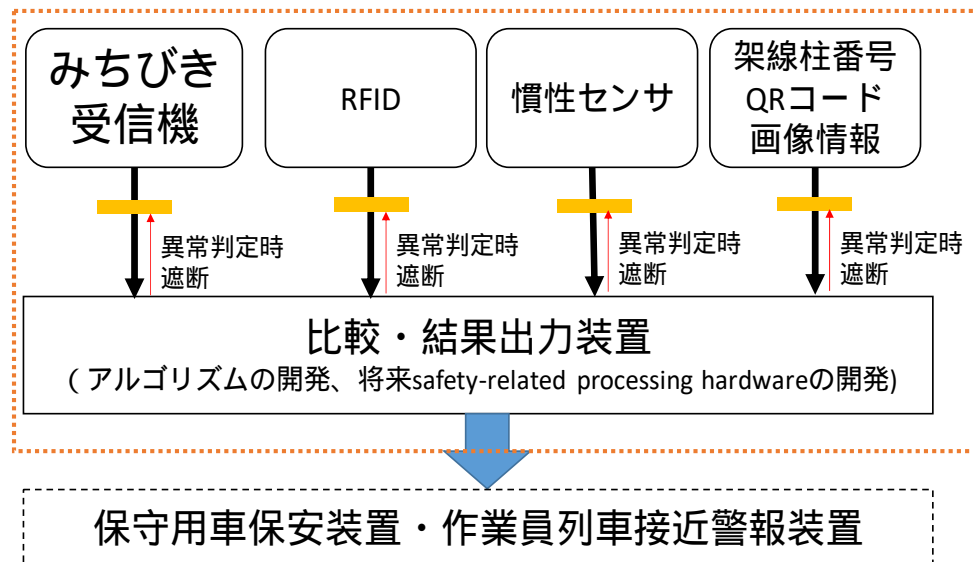 みちびき
受信機
RFID
慣性センサ
架線柱番号
QRコード
画像情報
異常判定時
遮断
異常判定時
遮断
異常判定時
遮断
異常判定時
遮断
比較・結果出力装置
(アルゴリズムの開発、将来safety-related processing hardwareの開発)
保守用車保安装置・作業員列車接近警報装置